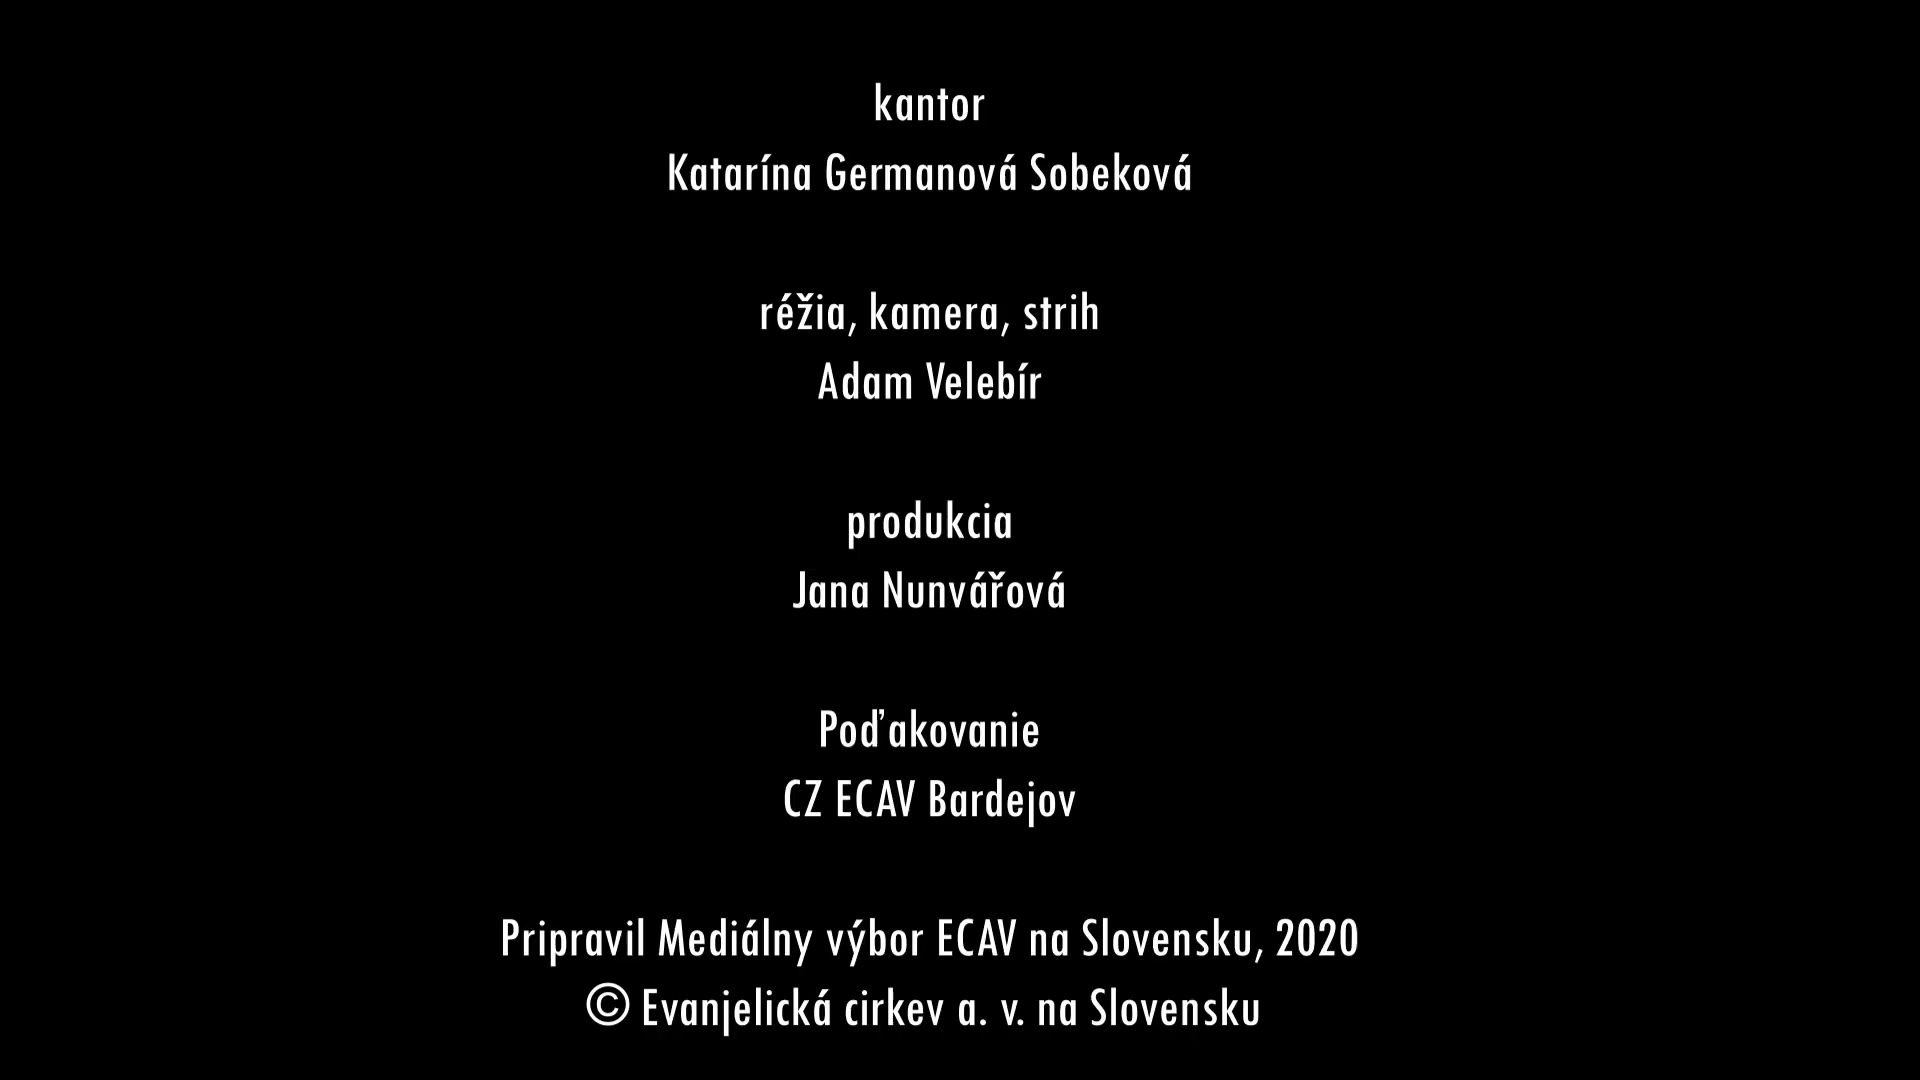 kantor
Katarína Germanová Sobeková
réžia, kamera, strih
Adam Velebír
produkcia
Jana Nunvářová
Poďakovanie
CZ ECAV Bardejov
Pripravil Mediálny výbor ECAV na Slovensku, 2020
© Evanjelická cirkev a. v. na Slovensku